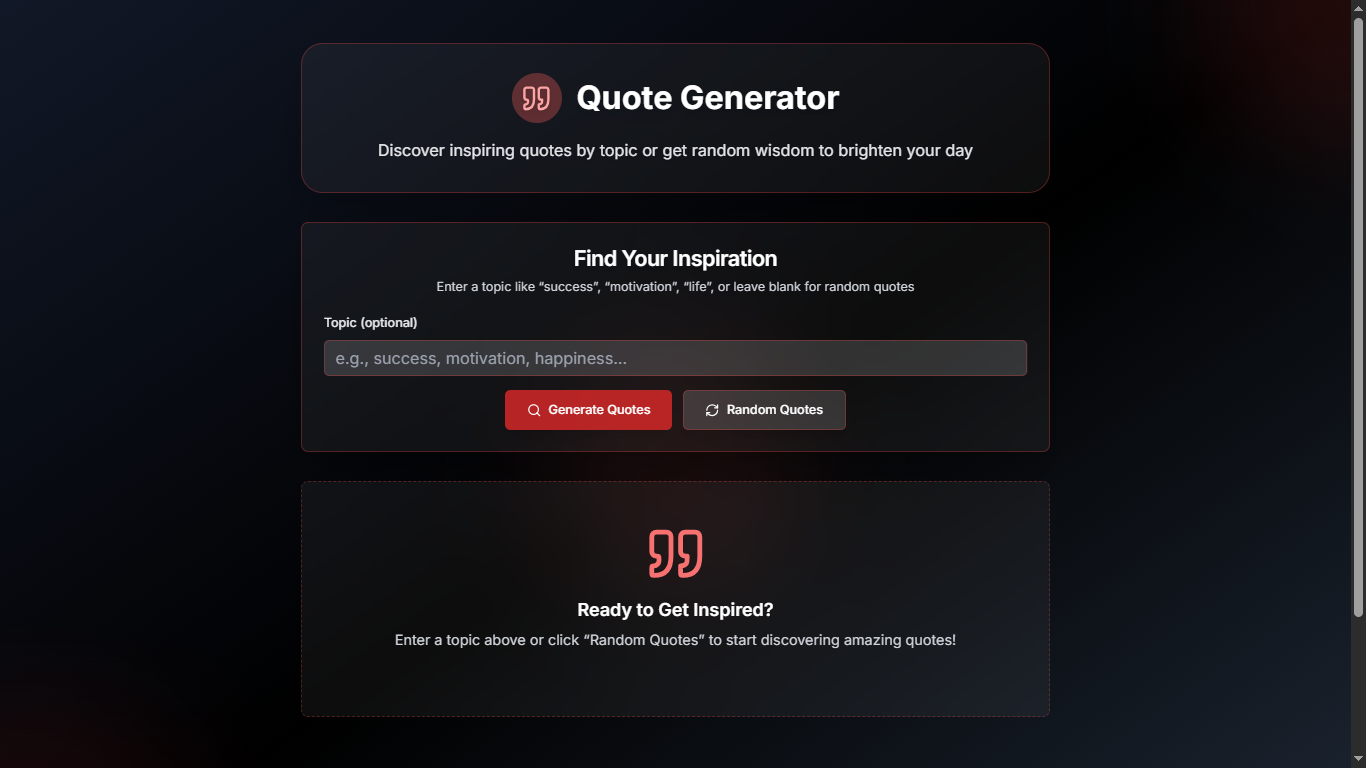 Quote Generator
Discover inspiring quotes by topic or get random wisdom to brighten your day
Find Your Inspiration
Enter a topic like “success”, “motivation”, “life”, or leave blank for random quotes
Topic (optional)
e.g., success, motivation, happiness...
Generate Quotes
Random Quotes
Ready to Get Inspired?
Enter a topic above or click “Random Quotes” to start discovering amazing quotes!